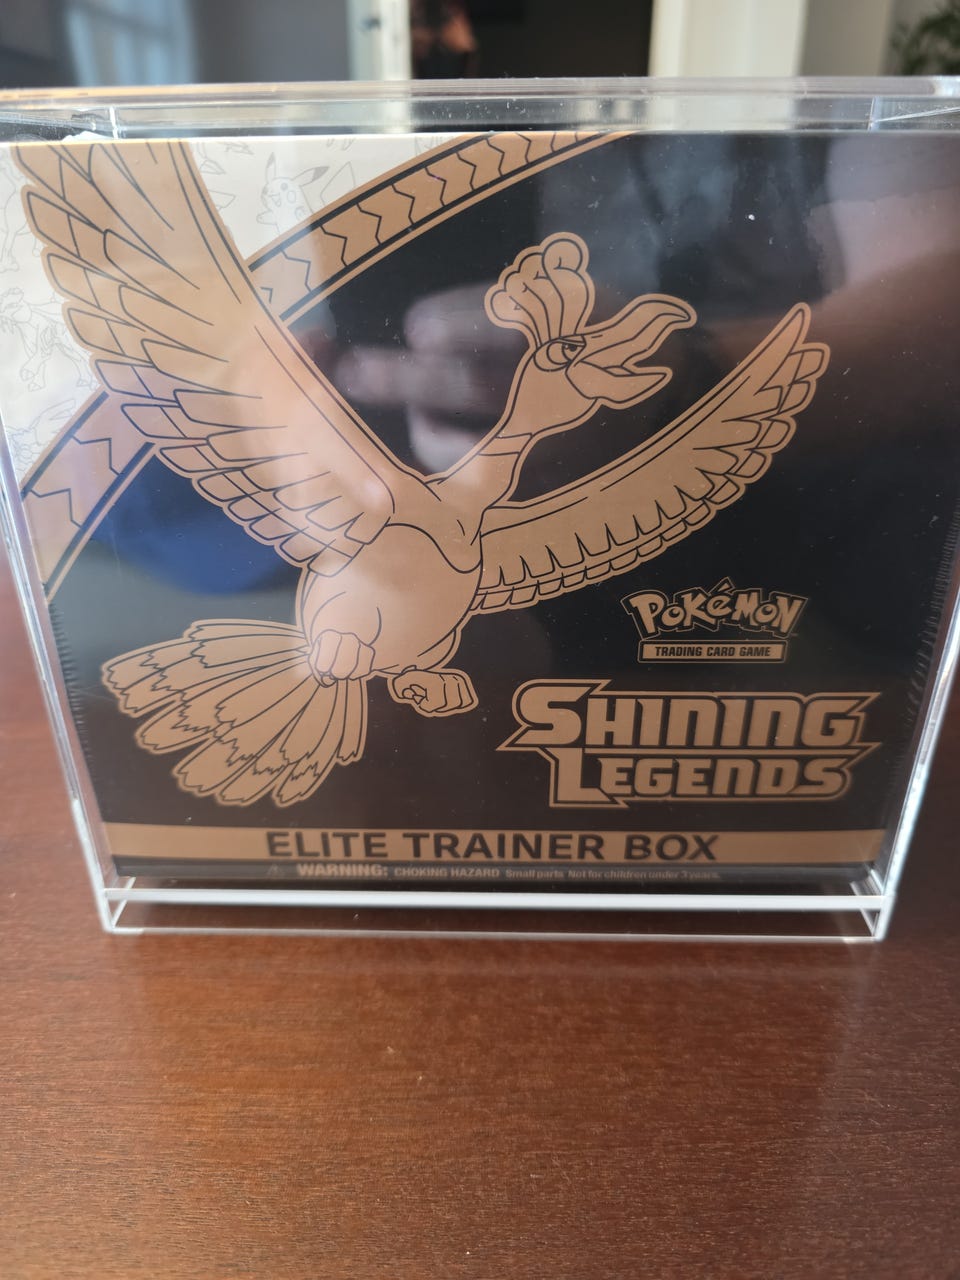 POKéMON
TRADING CARD GAME
SHINING
LEGENDS
ELITE TRAINER BOX
⚠ WARNING: CHOKING HAZARD Small parts Not for children under 3 years.